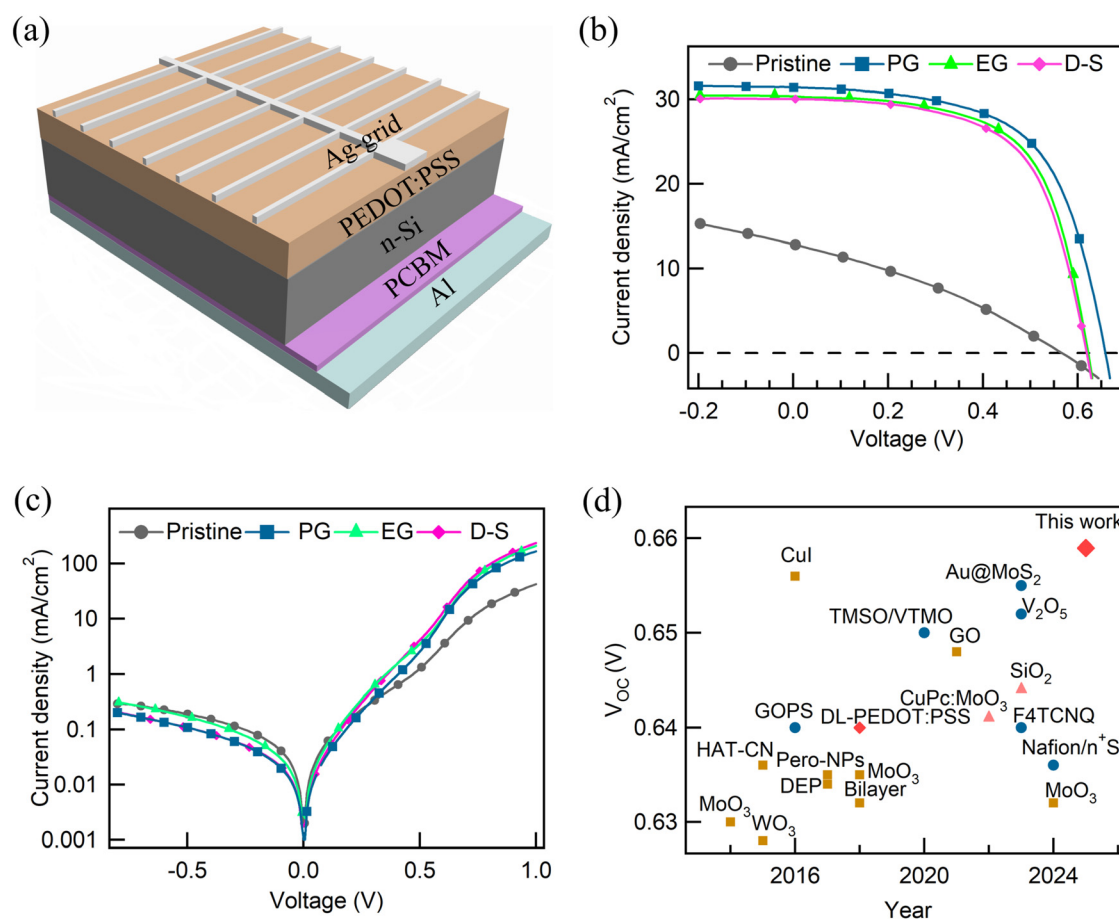 (a)
Ag-grid
PEDOT:PSS
n-Si
PCBM
Al
(b)
Pristine PG EG D-S
30
20
10
0
-0.2 0.0 0.2 0.4 0.6
Current density (mA/cm²)
Voltage (V)
(c)
Pristine PG EG D-S
100
10
1
0.1
0.01
0.001
-0.5 0.0 0.5 1.0
Current density (mA/cm²)
Voltage (V)
(d)
0.66
0.65
0.64
0.63
2016 2020 2024
V_OC (V)
Year
This work
CuI
Au@MoS₂
V₂O₅
TMSO/VTMO
GO
SiO₂
CuPc:MoO₃
GOPS
DL-PEDOT:PSS
F4TCNQ
HAT-CN
Pero-NPs
MoO₃
Nafion/n⁺S
DEP
Bilayer
MoO₃
MoO₃
WO₃